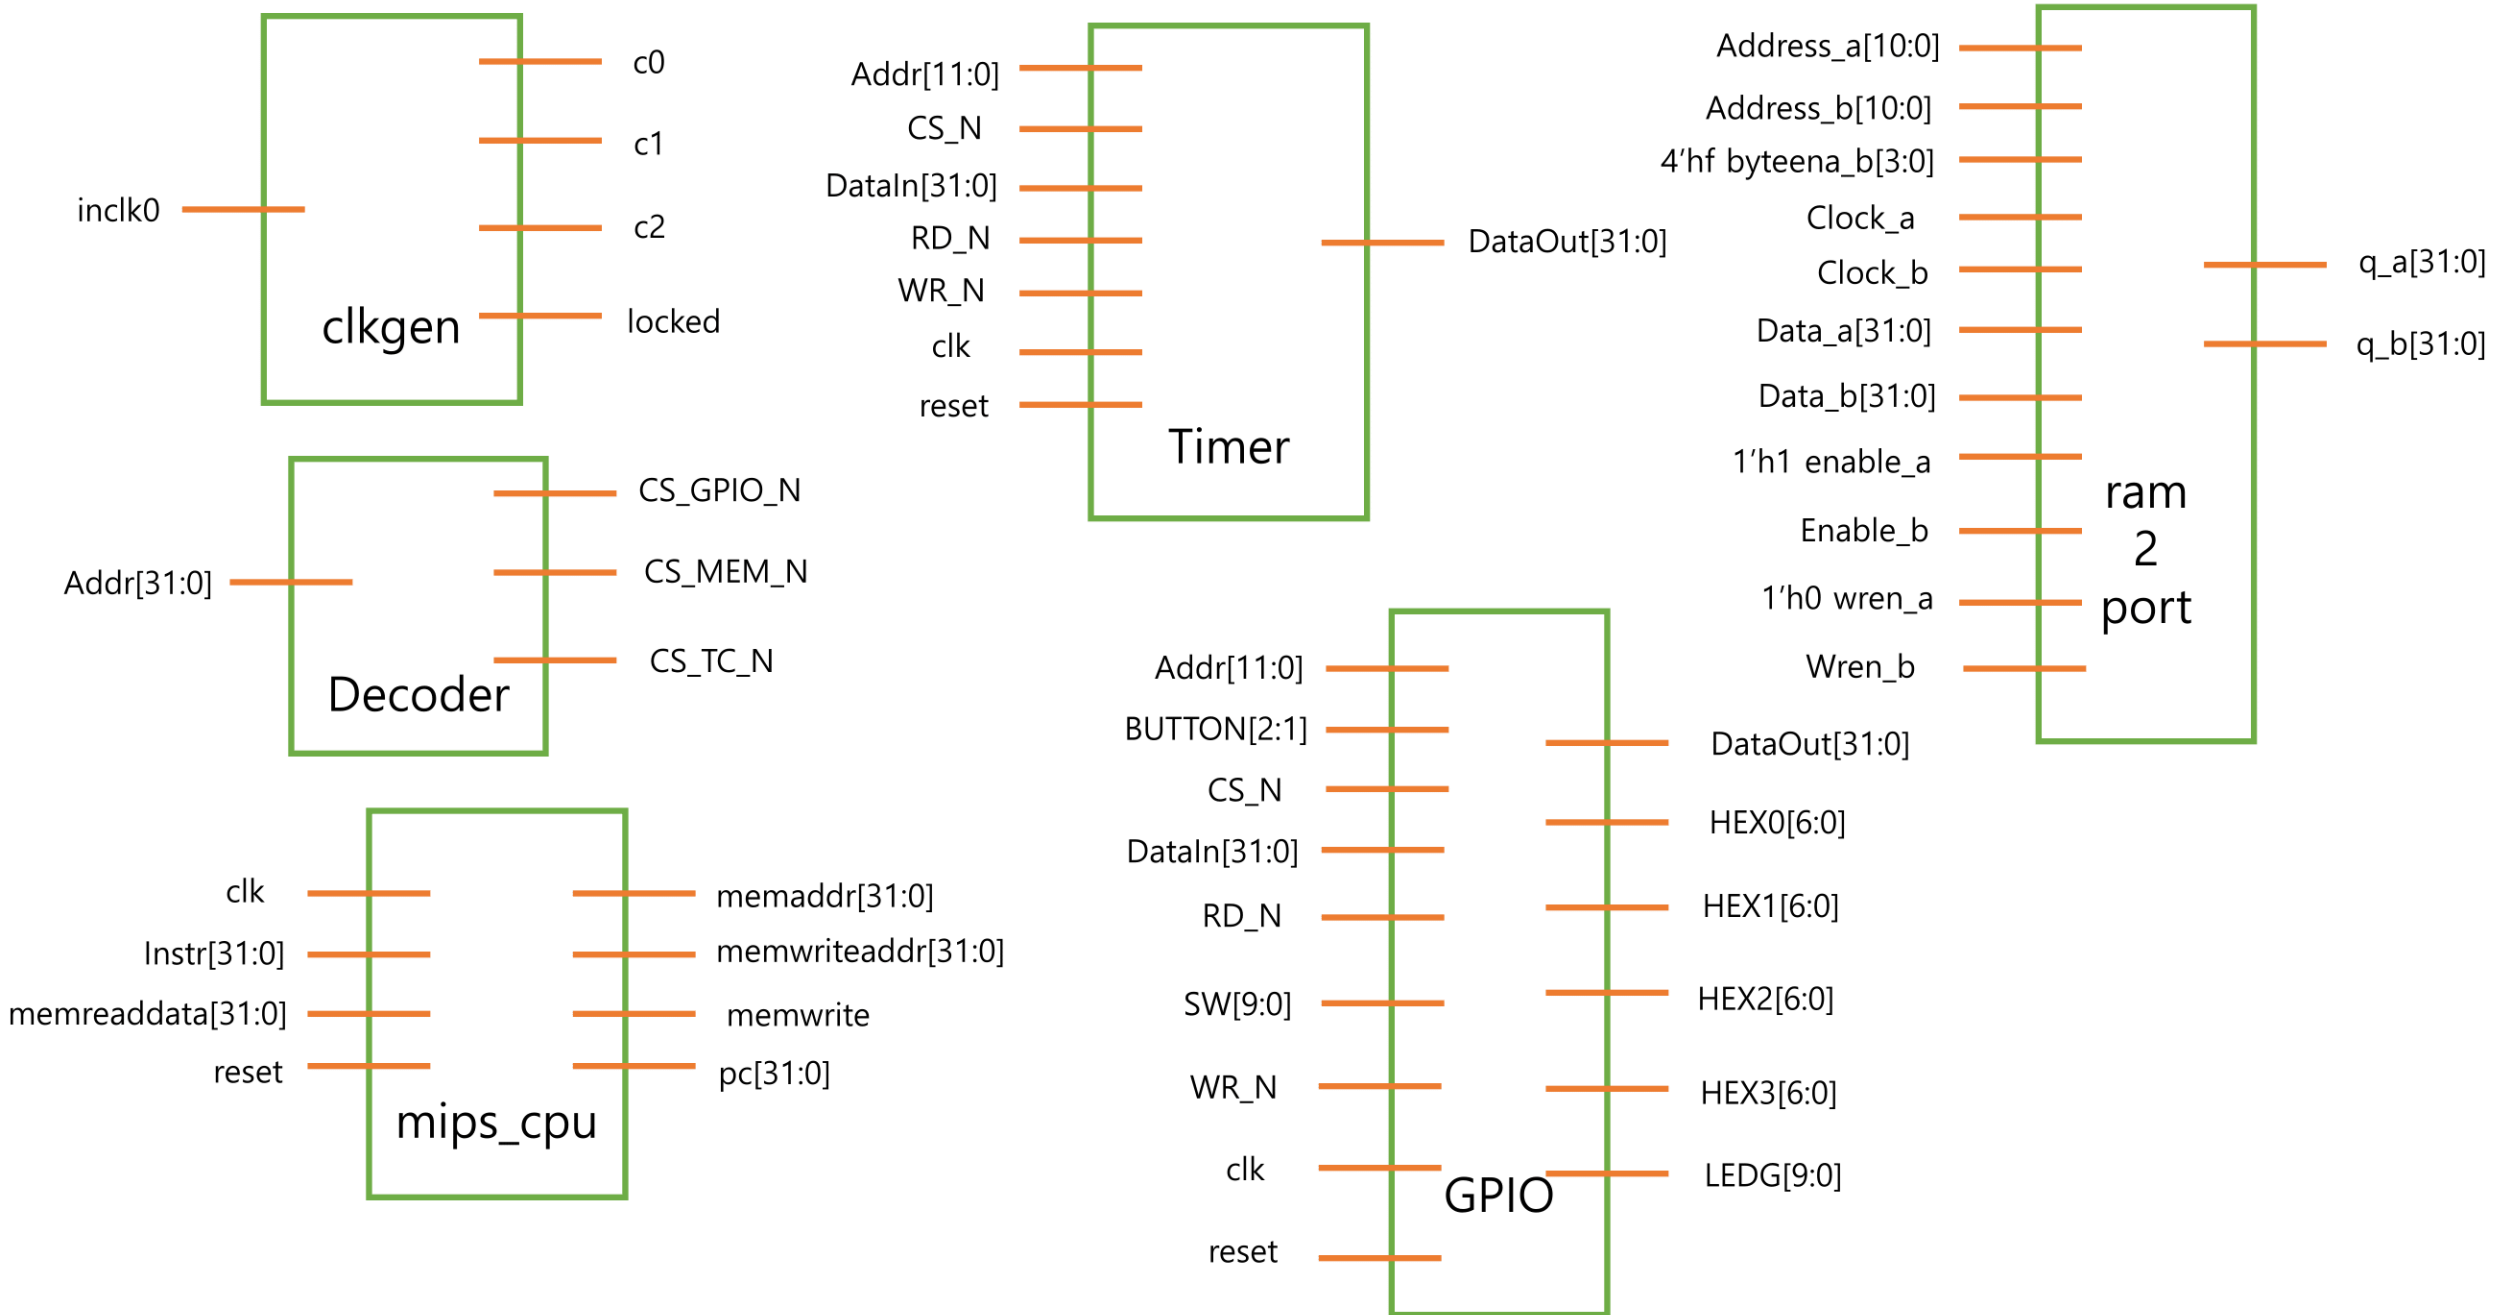 inclk0
c0
c1
c2
locked
clkgen
Addr[11:0]
CS_N
DataIn[31:0]
RD_N
WR_N
clk
reset
DataOut[31:0]
Timer
Address_a[10:0]
Address_b[10:0]
4'hf byteena_b[3:0]
Clock_a
Clock_b
Data_a[31:0]
Data_b[31:0]
1'h1 enable_a
Enable_b
1'h0 wren_a
Wren_b
q_a[31:0]
q_b[31:0]
ram
2
port
Addr[31:0]
CS_GPIO_N
CS_MEM_N
CS_TC_N
Decoder
clk
Instr[31:0]
memreaddata[31:0]
reset
memaddr[31:0]
memwriteaddr[31:0]
memwrite
pc[31:0]
mips_cpu
Addr[11:0]
BUTTON[2:1]
CS_N
DataIn[31:0]
RD_N
SW[9:0]
WR_N
clk
reset
DataOut[31:0]
HEX0[6:0]
HEX1[6:0]
HEX2[6:0]
HEX3[6:0]
LEDG[9:0]
GPIO